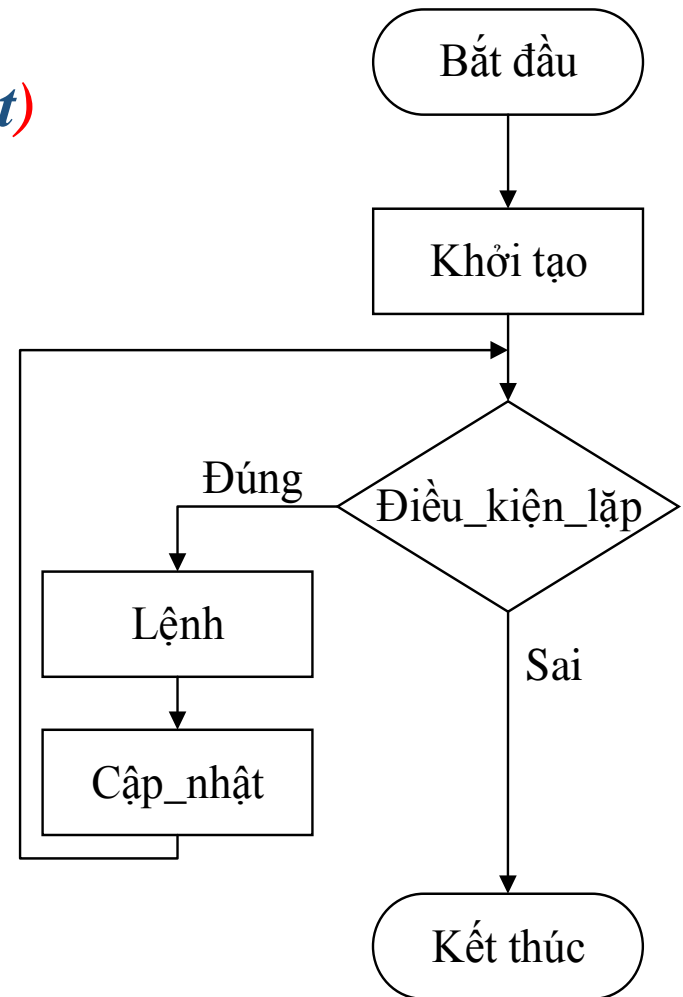 t)
Bắt đầu
Khởi tạo
Điều_kiện_lặp
Đúng
Lệnh
Cập_nhật
Sai
Kết thúc